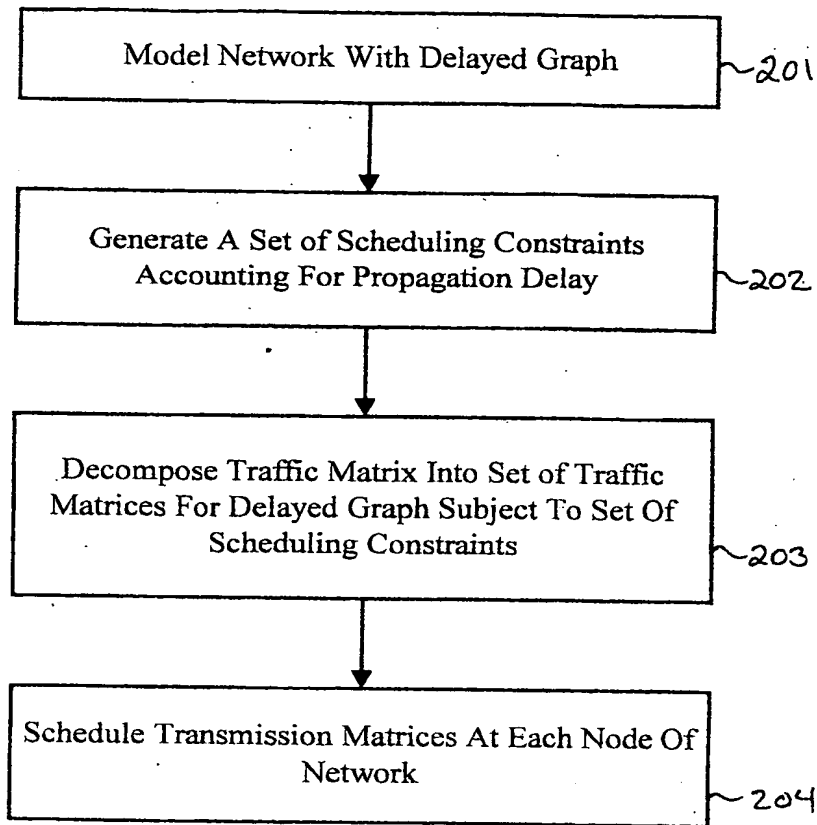 Model Network With Delayed Graph
201
Generate A Set of Scheduling Constraints
Accounting For Propagation Delay
202
Decompose Traffic Matrix Into Set of Traffic
Matrices For Delayed Graph Subject To Set Of
Scheduling Constraints
203
Schedule Transmission Matrices At Each Node Of
Network
204